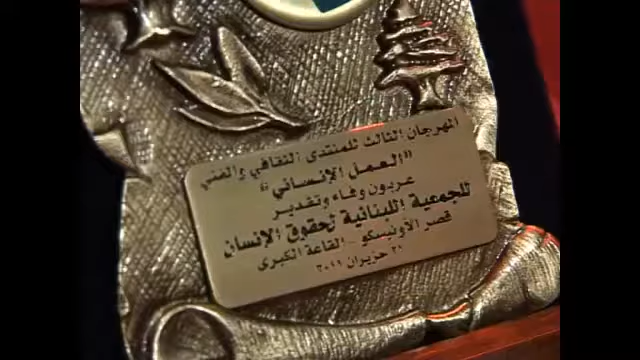 المهرجان الثالث للمنتدى الثقافي والفني
"العمل الإنساني"
عربون وفاء وتقدير
للجمعية اللبنانية لحقوق الإنسان
قصر الأونيسكو - القاعة الكبرى
حزيران ٢٠١١